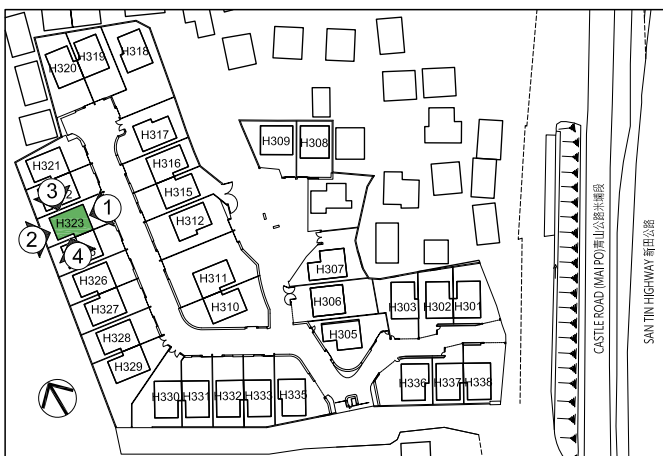 H318
H319
H320
H317
H316
H315
H312
H311
H310
H309
H308
H321
3
H323
1
2
4
H326
H327
H328
H329
H307
H306
H305
H303
H302
H301
H330
H331
H332
H333
H335
H336
H337
H338
CASTLE ROAD (MAI PO) 青山公路米埔段
SAN TIN HIGHWAY 新田公路